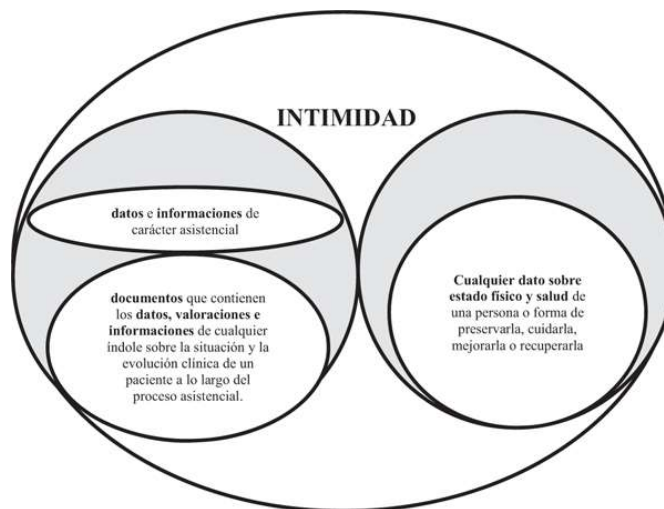 INTIMIDAD
datos e informaciones de
carácter asistencial
documentos que contienen
los datos, valoraciones e
informaciones de cualquier
índole sobre la situación y la
evolución clínica de un
paciente a lo largo del
proceso asistencial.
Cualquier dato sobre
estado físico y salud de
una persona o forma de
preservarla, cuidarla,
mejorarla o recuperarla